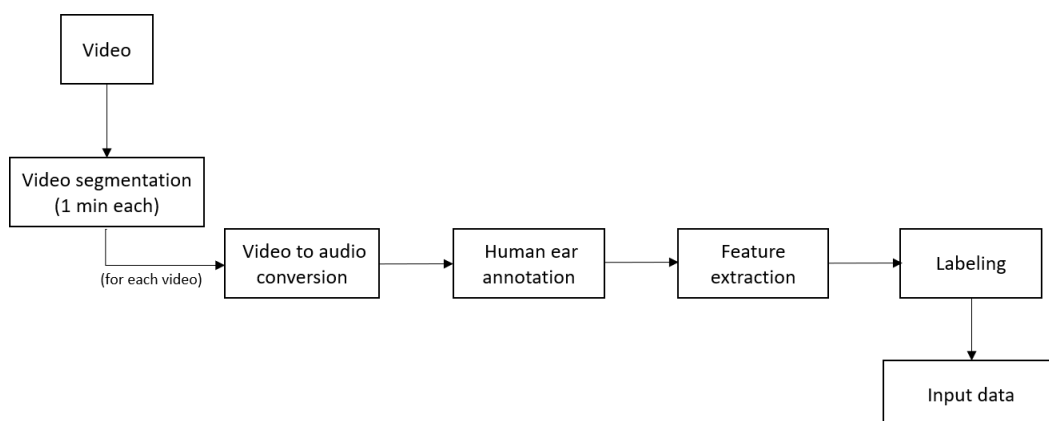 Video
Video segmentation
(1 min each)
(for each video)
Video to audio
conversion
Human ear
annotation
Feature
extraction
Labeling
Input data